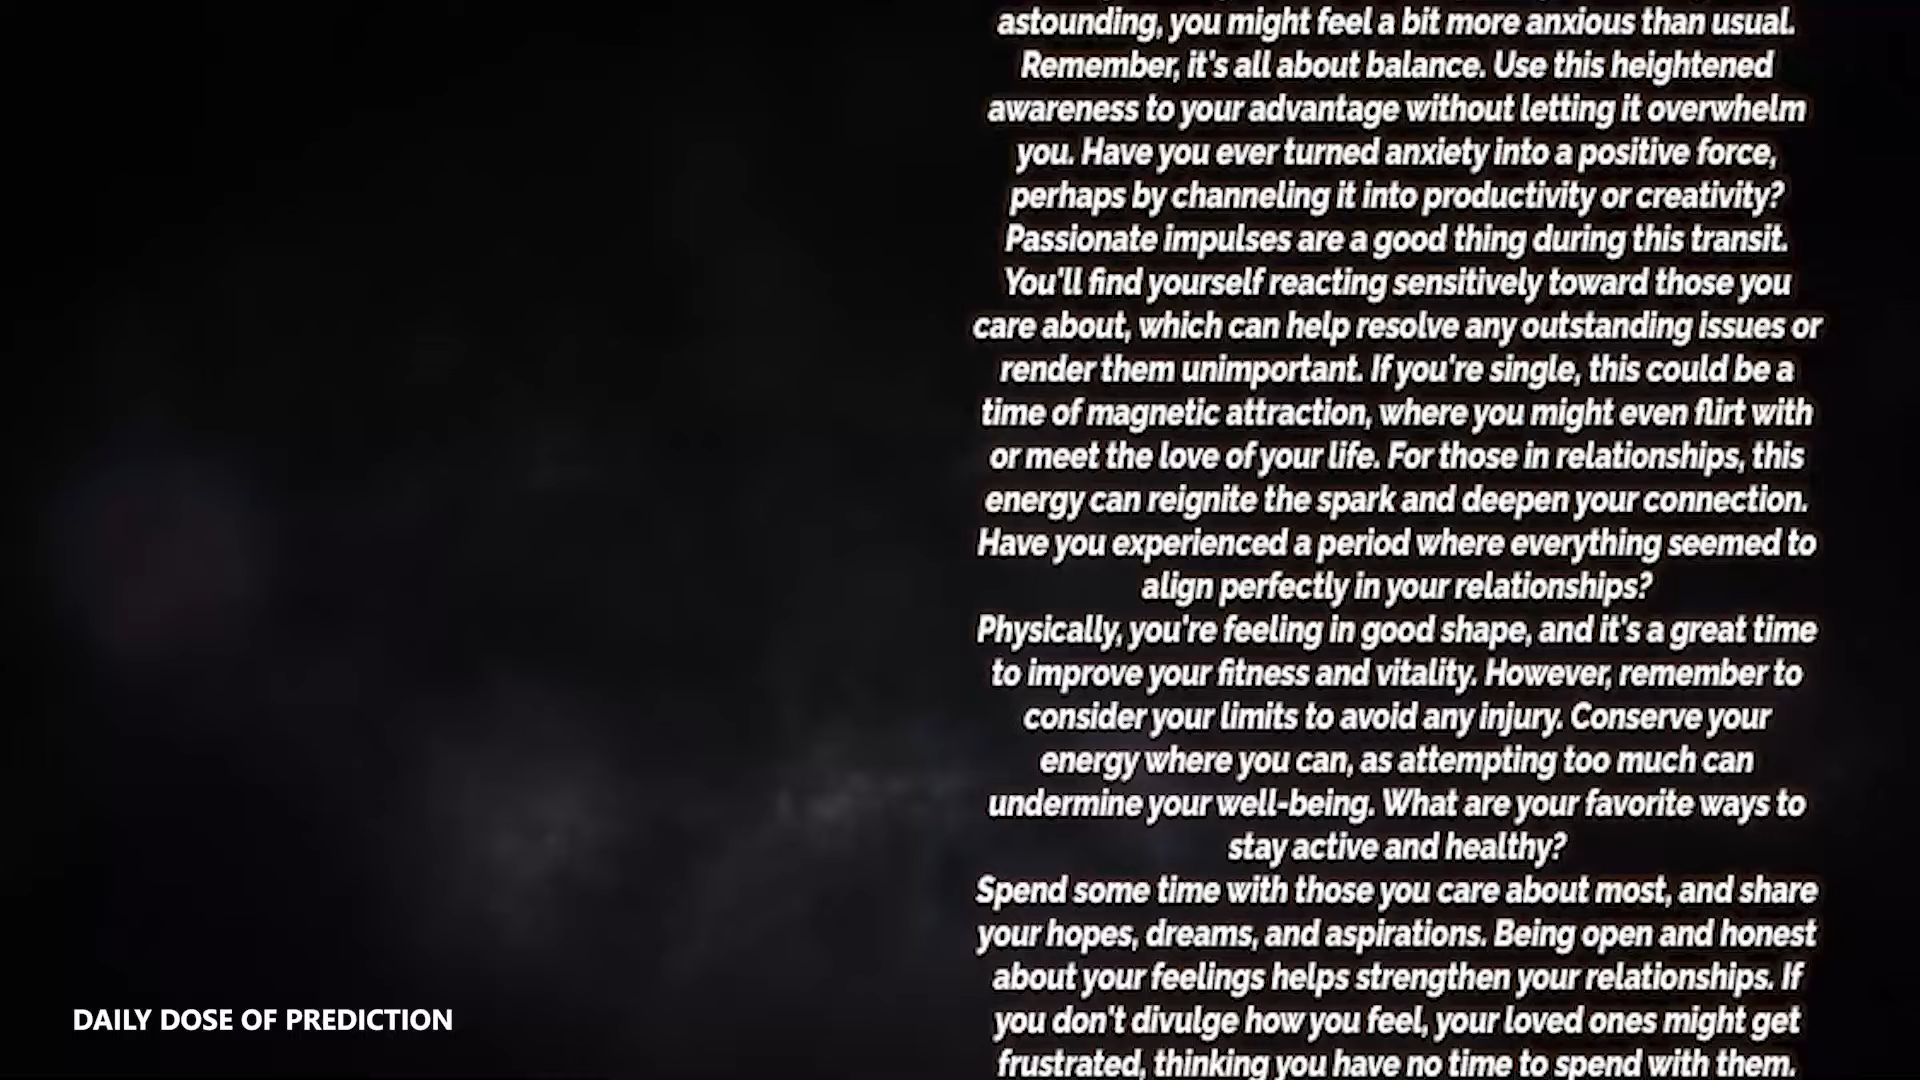 astounding, you might feel a bit more anxious than usual.
Remember, it's all about balance. Use this heightened
awareness to your advantage without letting it overwhelm
you. Have you ever turned anxiety into a positive force,
perhaps by channeling it into productivity or creativity?
Passionate impulses are a good thing during this transit.
You'll find yourself reacting sensitively toward those you
care about, which can help resolve any outstanding issues or
render them unimportant. If you're single, this could be a
time of magnetic attraction, where you might even flirt with
or meet the love of your life. For those in relationships, this
energy can reignite the spark and deepen your connection.
Have you experienced a period where everything seemed to
align perfectly in your relationships?
Physically, you're feeling in good shape, and it's a great time
to improve your fitness and vitality. However, remember to
consider your limits to avoid any injury. Conserve your
energy where you can, as attempting too much can
undermine your well-being. What are your favorite ways to
stay active and healthy?
Spend some time with those you care about most, and share
your hopes, dreams, and aspirations. Being open and honest
about your feelings helps strengthen your relationships. If
you don't divulge how you feel, your loved ones might get
frustrated, thinking you have no time to spend with them.
DAILY DOSE OF PREDICTION